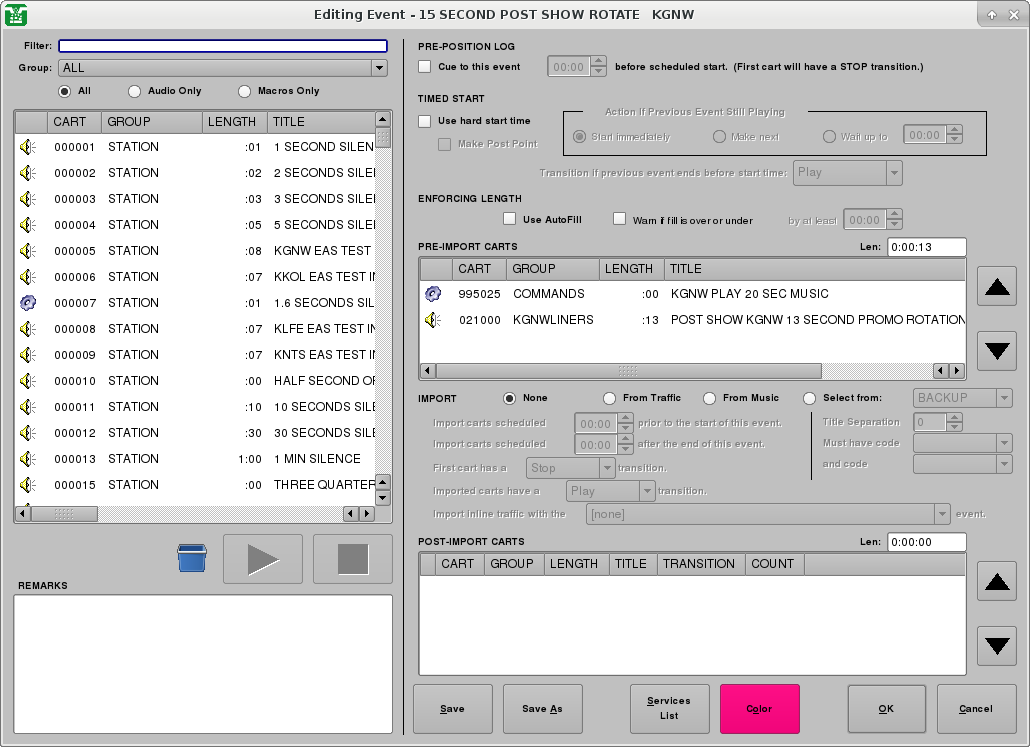 Editing Event - 15 SECOND POST SHOW ROTATE   KGNW
Filter:
Group: ALL
All Audio Only Macros Only
CART GROUP LENGTH TITLE
000001 STATION :01 1 SECOND SILEN
000002 STATION :02 2 SECONDS SILE
000003 STATION :03 3 SECONDS SILE
000004 STATION :05 5 SECONDS SILE
000005 STATION :08 KGNW EAS TEST
000006 STATION :07 KKOL EAS TEST IN
000007 STATION :01 1.6 SECONDS SIL
000008 STATION :07 KLFE EAS TEST IN
000009 STATION :07 KNTS EAS TEST IN
000010 STATION :00 HALF SECOND OF
000011 STATION :10 10 SECONDS SILE
000012 STATION :30 30 SECONDS SILE
000013 STATION 1:00 1 MIN SILENCE
000015 STATION :00 THREE QUARTER
REMARKS
PRE-POSITION LOG
Cue to this event 00:00 before scheduled start. (First cart will have a STOP transition.)
TIMED START
Use hard start time
Make Post Point
Action If Previous Event Still Playing
Start immediately Make next Wait up to 00:00
Transition if previous event ends before start time: Play
ENFORCING LENGTH
Use AutoFill Warn if fill is over or under by at least 00:00
PRE-IMPORT CARTS Len: 0:00:13
CART GROUP LENGTH TITLE
995025 COMMANDS :00 KGNW PLAY 20 SEC MUSIC
021000 KGNWLINERS :13 POST SHOW KGNW 13 SECOND PROMO ROTATION
IMPORT None From Traffic From Music Select from: BACKUP
Import carts scheduled 00:00 prior to the start of this event. Title Separation 0
Import carts scheduled 00:00 after the end of this event. Must have code
First cart has a Stop transition. and code
Imported carts have a Play transition.
Import inline traffic with the [none] event.
POST-IMPORT CARTS Len: 0:00:00
CART GROUP LENGTH TITLE TRANSITION COUNT
Save Save As Services List Color OK Cancel